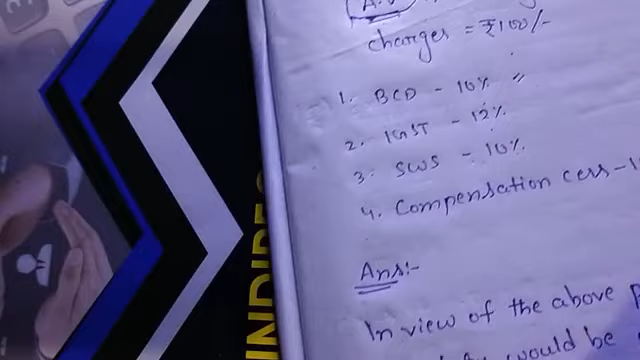 (A.V
charges = ₹100/-
1. BCD - 10% //
2. IGST - 12%
3. SWS - 10%
4. Compensation cess - 1
Ans:-
In view of the above
would be
INDIRE